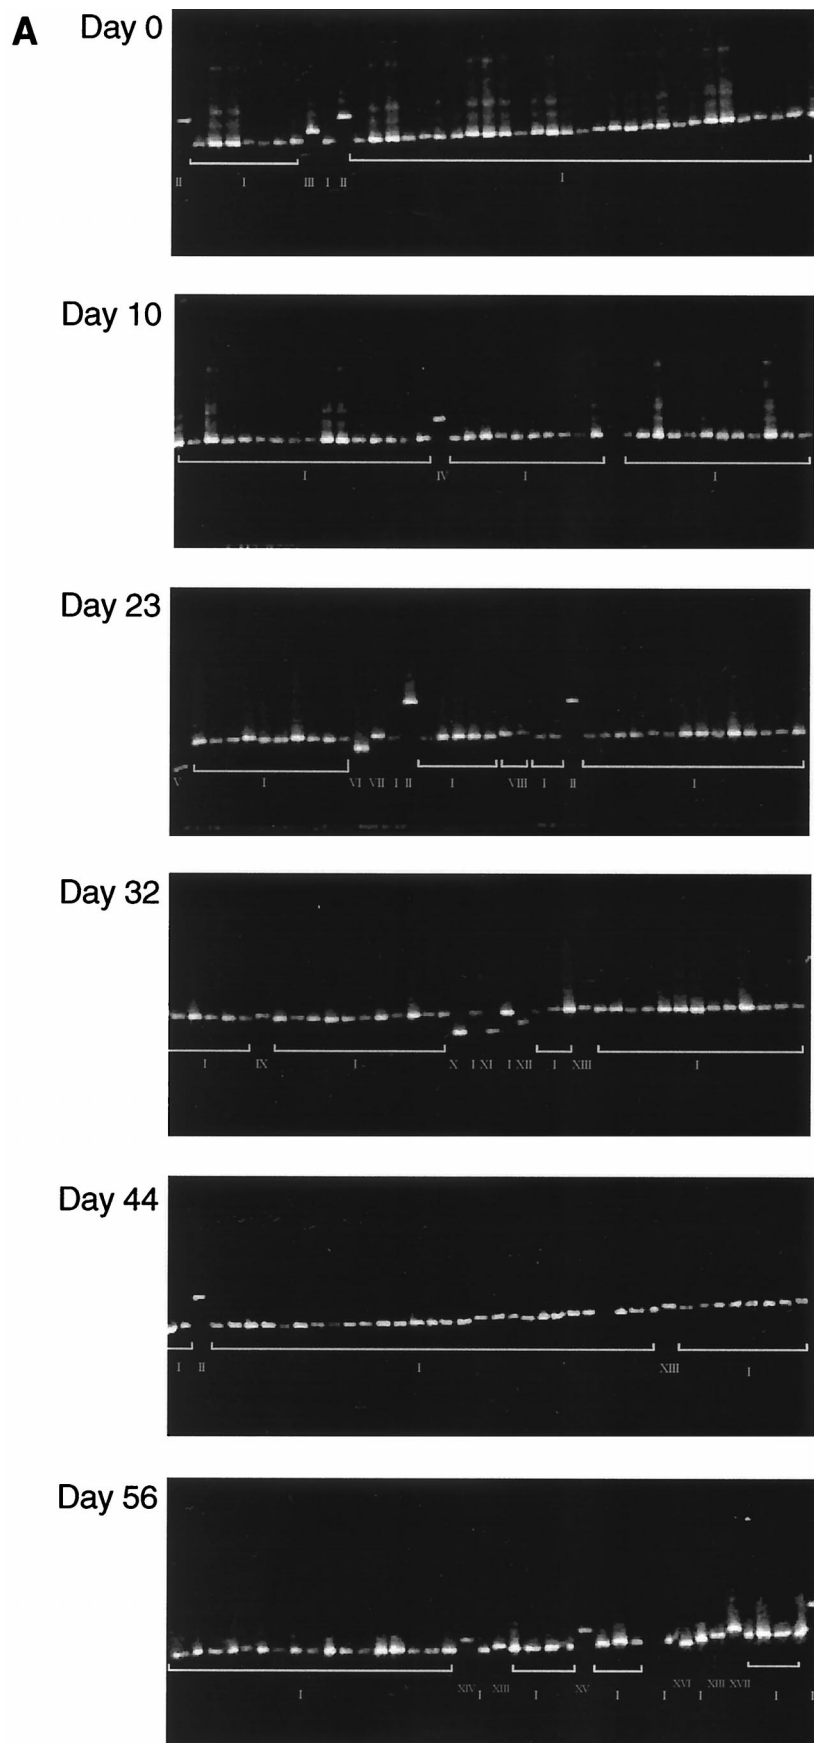 A Day 0
II I III I II I
Day 10
I IV I I
Day 23
V I VI VII I II I VIII I II I
Day 32
I IX I X I XI I XII I XIII I
Day 44
I II I XIII I
Day 56
I XIV I XIII I XV I I XVI I XIII XVII I